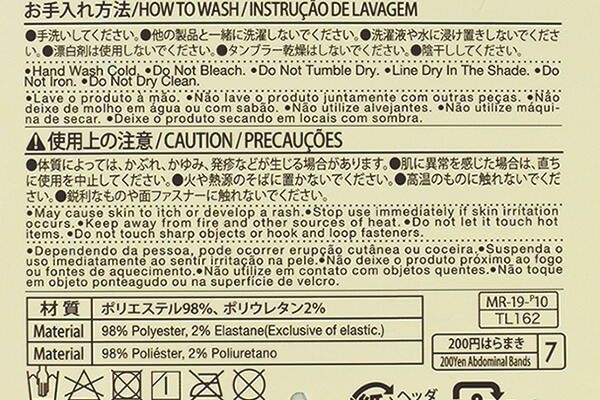 お手入れ方法/HOW TO WASH/INSTRUÇÃO DE LAVAGEM
●手洗いしてください。●他の製品と一緒に洗濯しないでください。●洗濯液や水に浸け置きしないでください。
●漂白剤は使用しないでください。●タンブラー乾燥はしないでください。●陰干ししてください。
•Hand Wash Cold. •Do Not Bleach. •Do Not Tumble Dry. •Line Dry In The Shade. •Do
Not Iron. •Do Not Dry Clean.
•Lave o produto à mão. •Não lave o produto juntamente com outras peças. •Não
deixe de molho em água ou com sabão. •Não utilize alvejantes. •Não utilize máqui-
na de secar. •Deixe o produto secando em locais com sombra.
⚠使用上の注意/CAUTION/PRECAUÇÕES
●体質によっては、かぶれ、かゆみ、発疹などが生じる場合があります。●肌に異常を感じた場合は、直ち
に使用を中止してください。●火や熱源のそばに置かないでください。●高温のものに触れないでくだ
さい。●鋭利なものや面ファスナーに触れないでください。
•May cause skin to itch or develop a rash.•Stop use immediately if skin irritation
occurs.•Keep away from fire and other sources of heat.•Do not let it touch hot
items.•Do not touch sharp objects or hook and loop fasteners.
•Dependendo da pessoa, pode ocorrer erupção cutânea ou coceira.•Suspenda o
uso imediatamente ao sentir irritação na pele.•Não deixe o produto próximo ao fogo
ou fontes de aquecimento.•Não utilize em contato com objetos quentes.•Não toque
em objeto ponteagudo ou na superfície de velcro.
材 質 ポリエステル98%、ポリウレタン2%
Material 98% Polyester, 2% Elastane(Exclusive of elastic.)
Material 98% Poliéster, 2% Poliuretano
MR-19-P10
TL162
200円はらまき
200Yen Abdominal Bands
7
ヘッダ